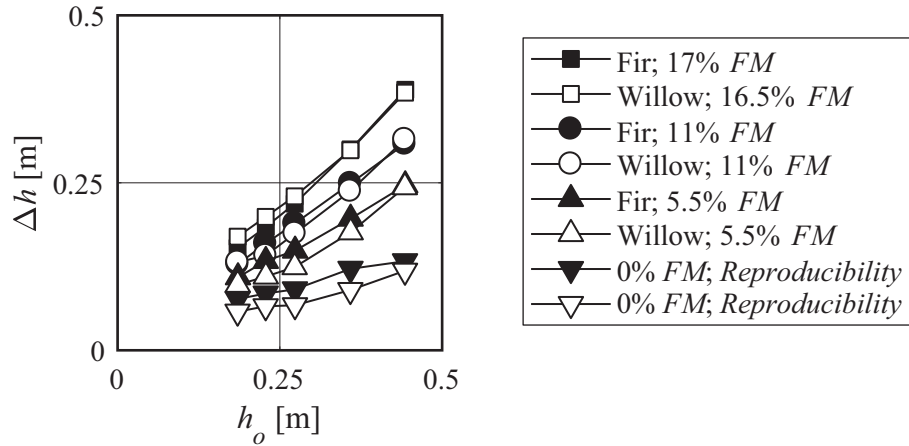 0.5
0.25
0
Δh [m]
0
0.25
0.5
h_o [m]
Fir; 17% FM
Willow; 16.5% FM
Fir; 11% FM
Willow; 11% FM
Fir; 5.5% FM
Willow; 5.5% FM
0% FM; Reproducibility
0% FM; Reproducibility